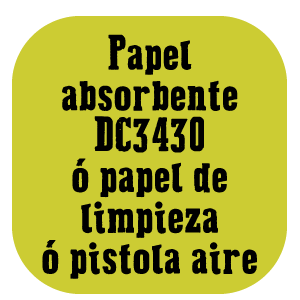 Papel
absorbente
DC3430
ó papel de
limpieza
ó pistola aire